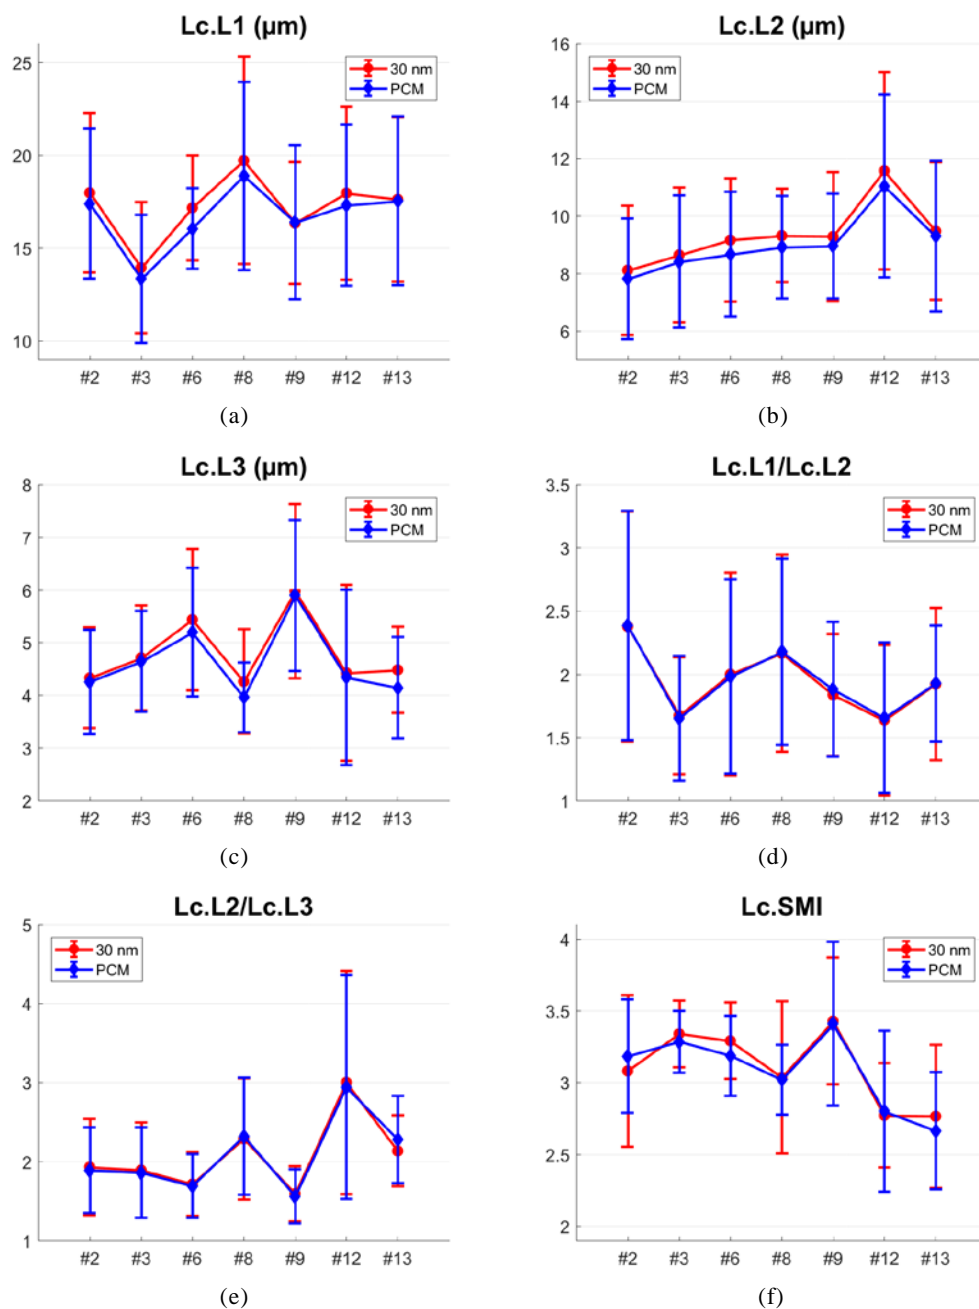 Lc.L1 (µm)
25
20
15
10
30 nm
PCM
#2 #3 #6 #8 #9 #12 #13
(a)
Lc.L2 (µm)
16
14
12
10
8
6
30 nm
PCM
#2 #3 #6 #8 #9 #12 #13
(b)
Lc.L3 (µm)
8
7
6
5
4
3
2
30 nm
PCM
#2 #3 #6 #8 #9 #12 #13
(c)
Lc.L1/Lc.L2
3.5
3
2.5
2
1.5
1
30 nm
PCM
#2 #3 #6 #8 #9 #12 #13
(d)
Lc.L2/Lc.L3
5
4
3
2
1
30 nm
PCM
#2 #3 #6 #8 #9 #12 #13
(e)
Lc.SMI
4
3.5
3
2.5
2
30 nm
PCM
#2 #3 #6 #8 #9 #12 #13
(f)